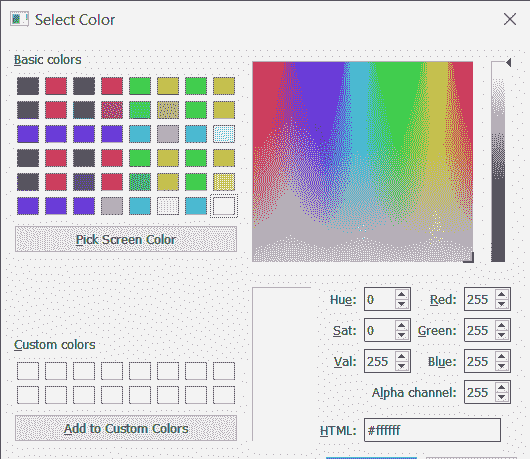 Select Color
Basic colors
Pick Screen Color
Hue: 0 Red: 255
Sat: 0 Green: 255
Val: 255 Blue: 255
Alpha channel: 255
Custom colors
Add to Custom Colors
HTML: #ffffff